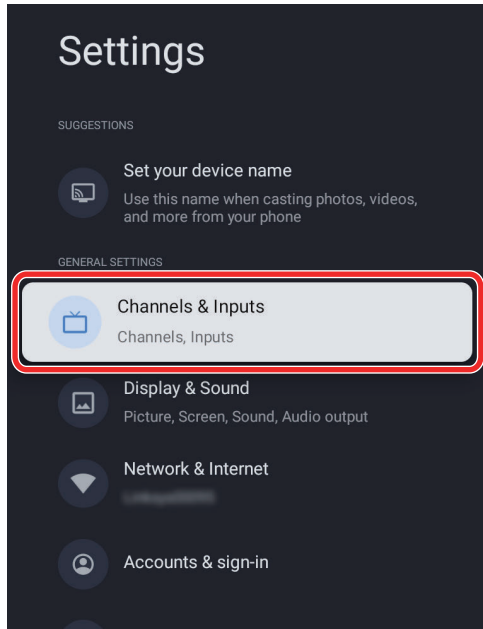 Settings
SUGGESTIONS
Set your device name
Use this name when casting photos, videos,
and more from your phone
GENERAL SETTINGS
Channels & Inputs
Channels, Inputs
Display & Sound
Picture, Screen, Sound, Audio output
Network & Internet
Accounts & sign-in